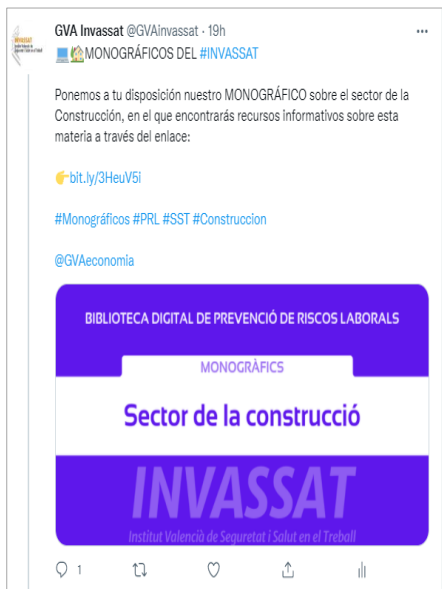 GVA Invassat @GVAinvassat · 19h
MONOGRÁFICOS DEL #INVASSAT
Ponemos a tu disposición nuestro MONOGRÁFICO sobre el sector de la
Construcción, en el que encontrarás recursos informativos sobre esta
materia a través del enlace:
bit.ly/3HeuV5i
#Monográficos #PRL #SST #Construccion
@GVAeconomia
BIBLIOTECA DIGITAL DE PREVENCIÓ DE RISCOS LABORALS
MONOGRÀFICS
Sector de la construcció
INVASSAT
Institut Valencià de Seguretat i Salut en el Treball
1